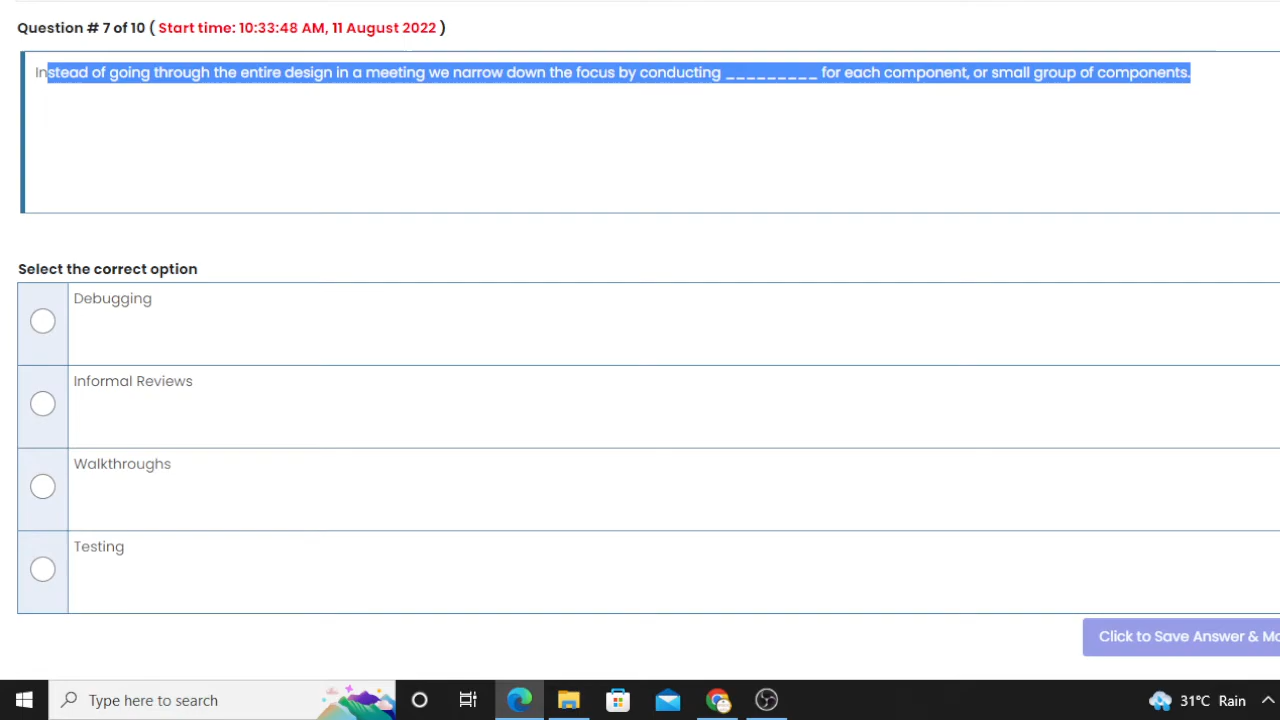 Question # 7 of 10 ( Start time: 10:33:48 AM, 11 August 2022 )
Instead of going through the entire design in a meeting we narrow down the focus by conducting _________ for each component, or small group of components.
Select the correct option
Debugging
Informal Reviews
Walkthroughs
Testing
Click to Save Answer & Mo
Type here to search
31°C Rain